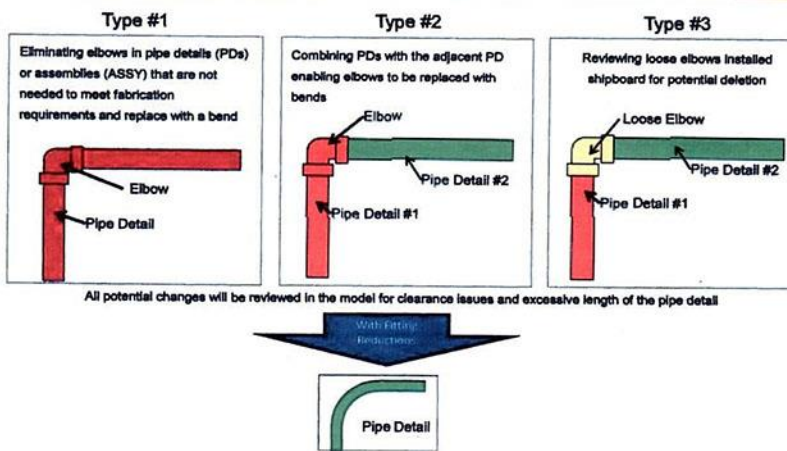 Type #1
Eliminating elbows in pipe details (PDs)
or assemblies (ASSY) that are not
needed to meet fabrication
requirements and replace with a bend
Elbow
Pipe Detail
Type #2
Combining PDs with the adjacent PD
enabling elbows to be replaced with
bends
Elbow
Pipe Detail #2
Pipe Detail #1
Type #3
Reviewing loose elbows installed
shipboard for potential deletion
Loose Elbow
Pipe Detail #2
Pipe Detail #1
All potential changes will be reviewed in the model for clearance issues and excessive length of the pipe detail
With Fitting
Reductions
Pipe Detail